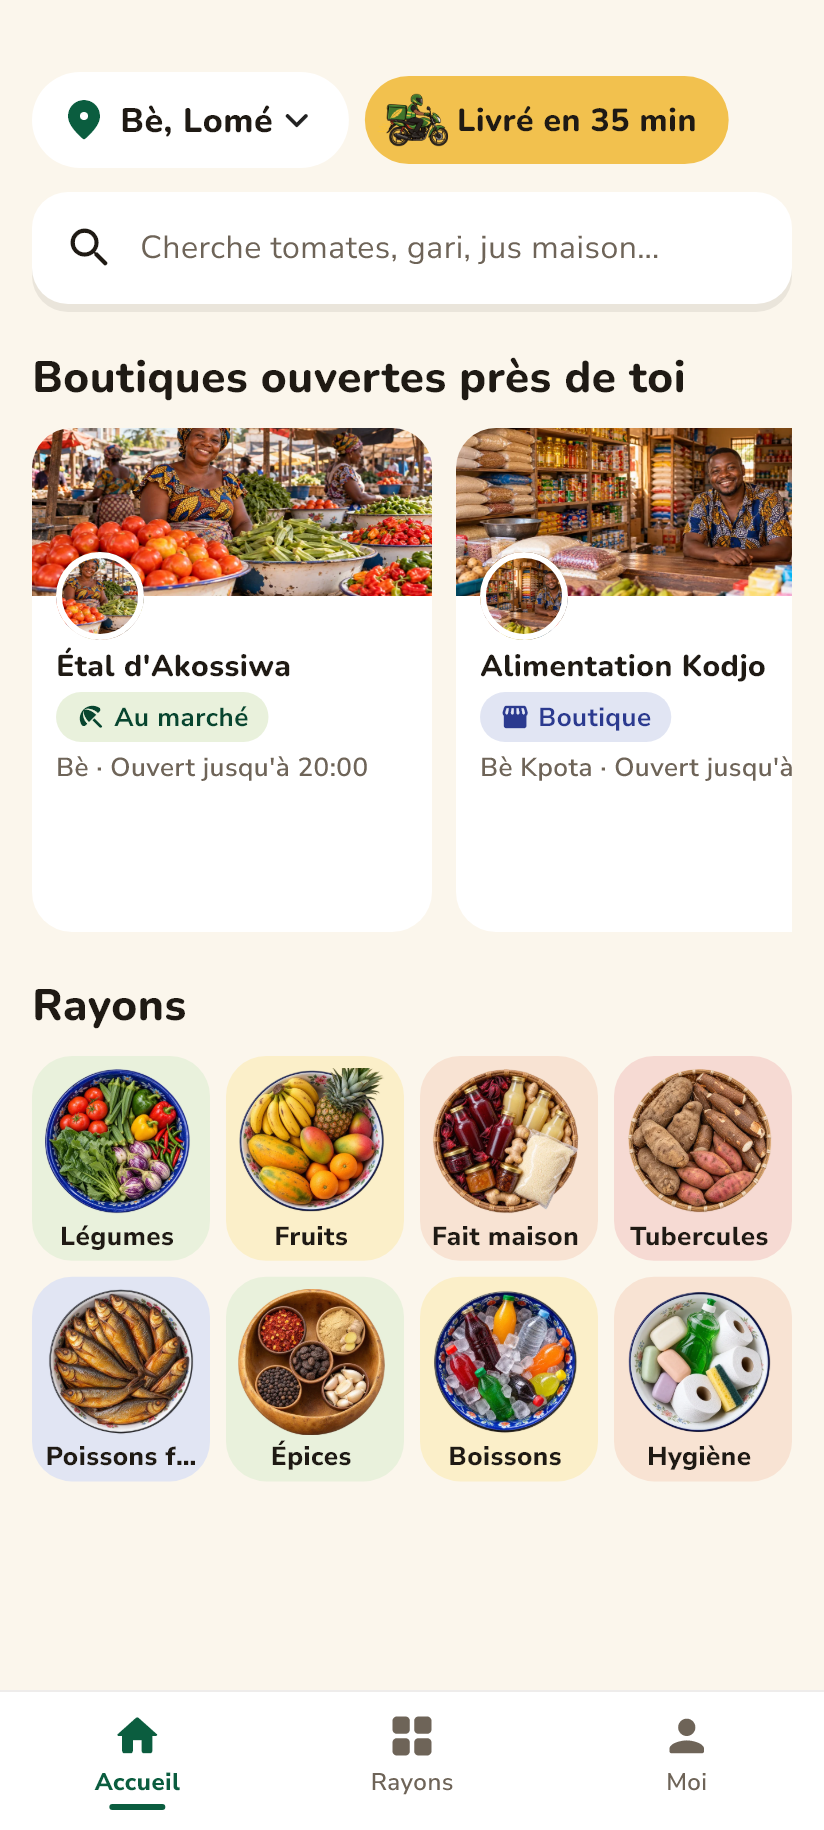 Bè, Lomé
Livré en 35 min
Cherche tomates, gari, jus maison...
Boutiques ouvertes près de toi
Étal d'Akossiwa
Au marché
Bè · Ouvert jusqu'à 20:00
Alimentation Kodjo
Boutique
Bè Kpota · Ouvert jusqu'à
Rayons
Légumes
Fruits
Fait maison
Tubercules
Poissons f...
Épices
Boissons
Hygiène
Accueil
Rayons
Moi